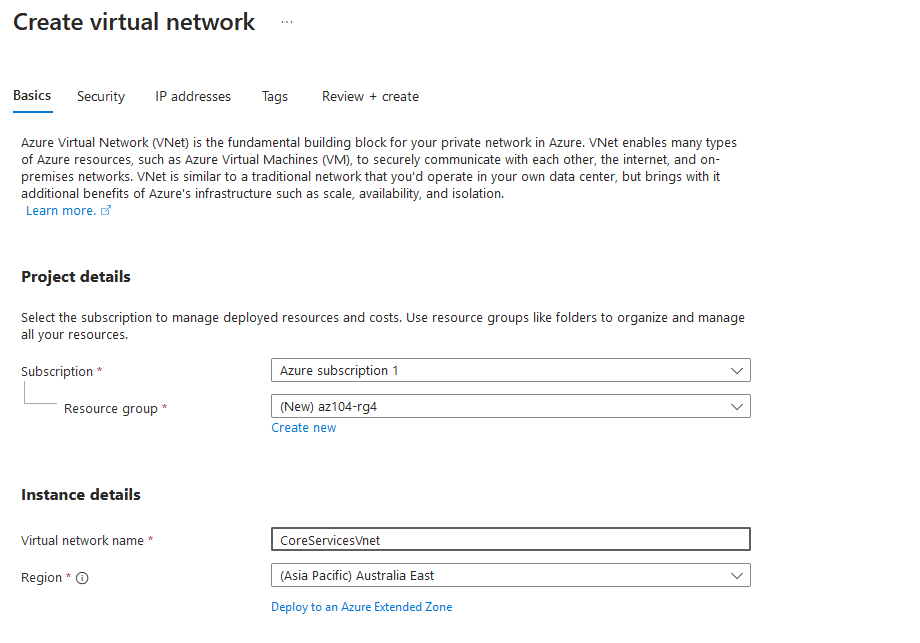 Create virtual network ...
Basics Security IP addresses Tags Review + create
Azure Virtual Network (VNet) is the fundamental building block for your private network in Azure. VNet enables many types
of Azure resources, such as Azure Virtual Machines (VM), to securely communicate with each other, the internet, and on-
premises networks. VNet is similar to a traditional network that you'd operate in your own data center, but brings with it
additional benefits of Azure's infrastructure such as scale, availability, and isolation.
Learn more.
Project details
Select the subscription to manage deployed resources and costs. Use resource groups like folders to organize and manage
all your resources.
Subscription * Azure subscription 1
Resource group * (New) az104-rg4
Create new
Instance details
Virtual network name * CoreServicesVnet
Region * (Asia Pacific) Australia East
Deploy to an Azure Extended Zone